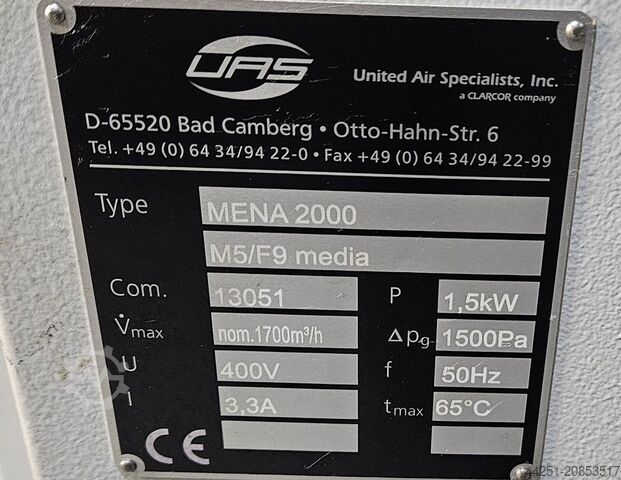 UAS
United Air Specialists, Inc.
a CLARCOR company
D-65520 Bad Camberg • Otto-Hahn-Str. 6
Tel. +49 (0) 64 34/94 22-0 • Fax +49 (0) 64 34/94 22-99
Type MENA 2000
M5/F9 media
Com. 13051 P 1,5kW
V̇max nom.1700m³/h Δpg 1500Pa
U 400V f 50Hz
I 3,3A tmax 65°C
CE
44251-20853517